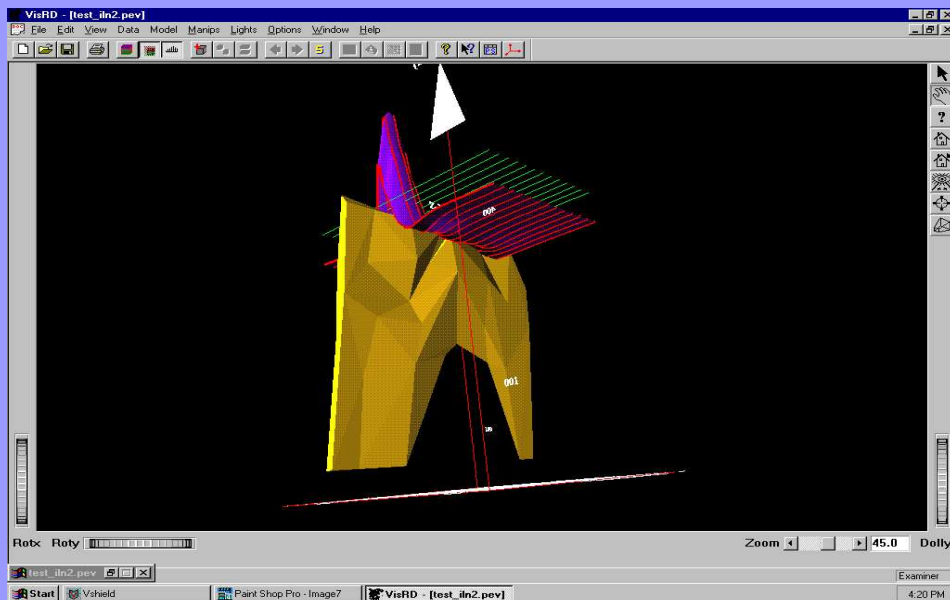 VisRD - [test_iln2.pev]
File Edit View Data Model Manips Lights Options Window Help
S ? ?
?
001
Rotx Roty Zoom 45.0 Dolly
test_iln2.pev
Examiner
Start Vshield Paint Shop Pro - Image7 VisRD - [test_iln2.pev] 4:20 PM